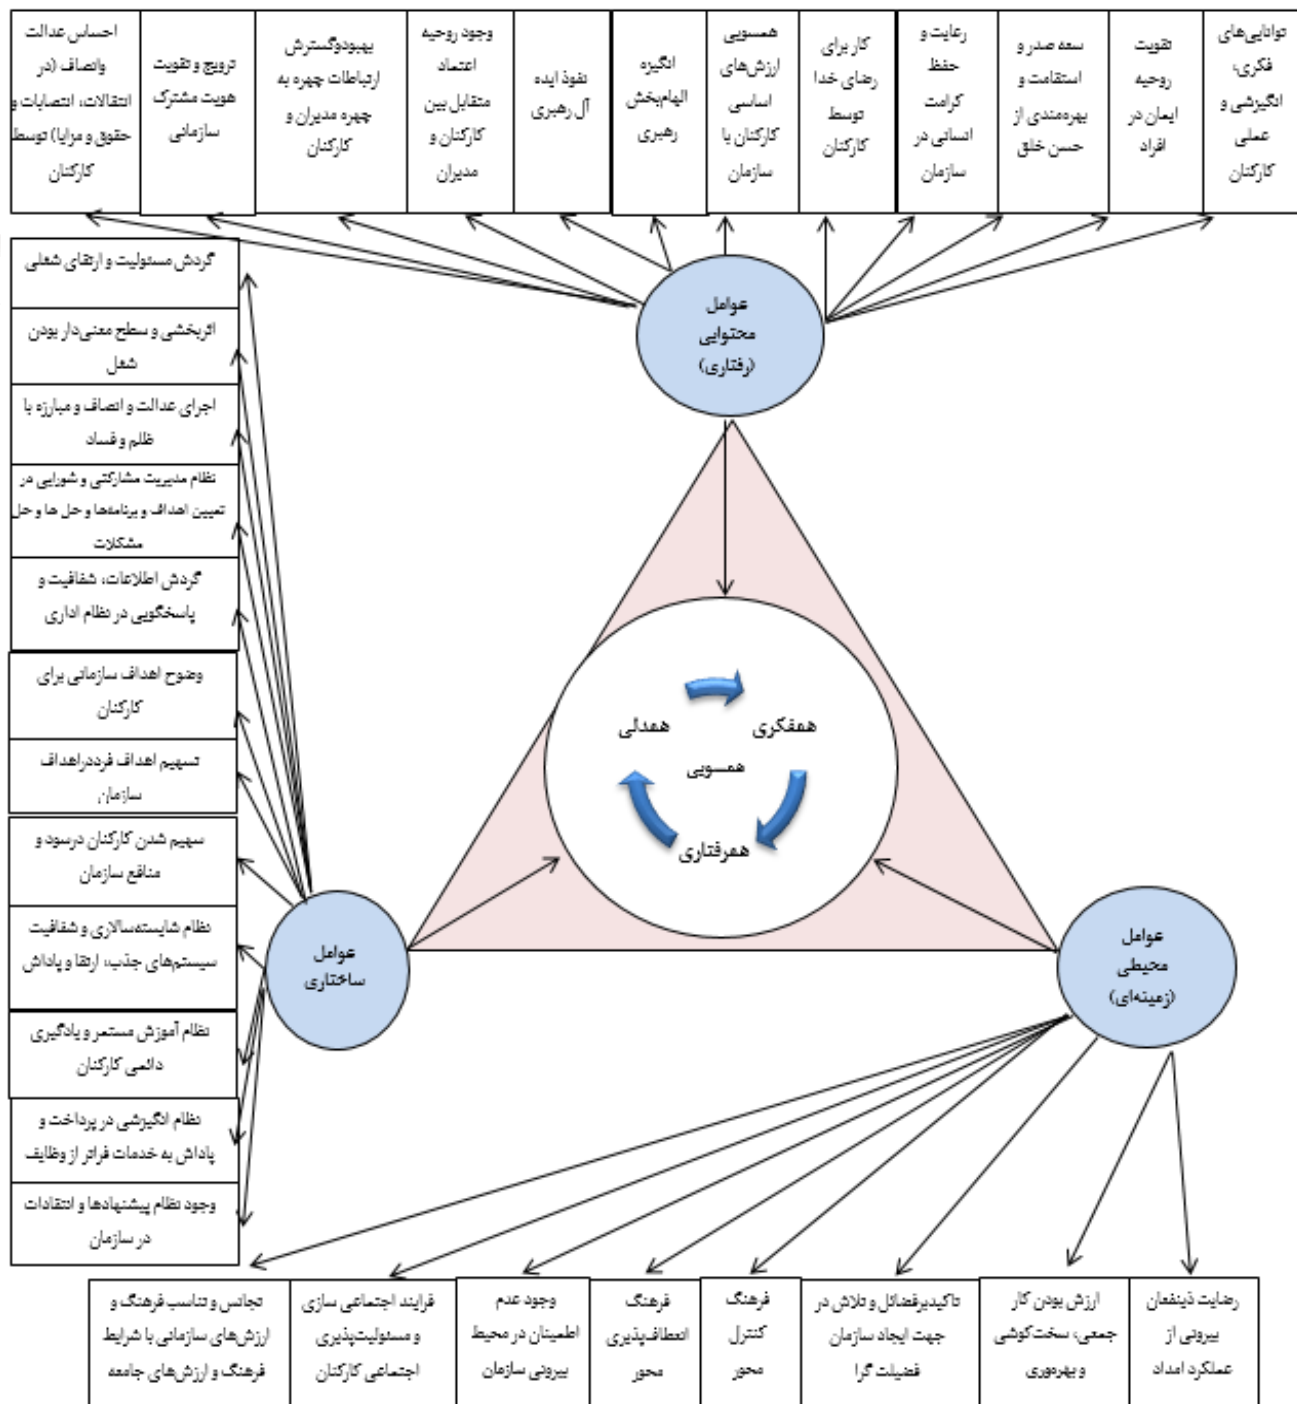 توانایی‌های
فکری،
انگیزشی و
عملی
کارکنان
تقویت
روحیه
ایمان در
افراد
سعه صدر و
استقامت و
بهره‌مندی از
حسن خلق
رعایت و
حفظ
کرامت
انسانی در
سازمان
کار برای
رضای خدا
توسط
کارکنان
همسویی
ارزش‌های
اساسی
کارکنان با
سازمان
انگیزه
الهام‌بخش
رهبری
نفوذ ایده
آل رهبری
وجود روحیه
اعتماد
متقابل بین
کارکنان و
مدیران
بهبودوگسترش
ارتباطات چهره به
چهره مدیران و
کارکنان
ترویج و تقویت
هویت مشترک
سازمانی
احساس عدالت
وانصاف (در
انتقالات، انتصابات و
حقوق و مزایا) توسط
کارکنان
عوامل
محتوایی
(رفتاری)
گردش مسئولیت و ارتقای شغلی
اثربخشی و سطح معنی‌دار بودن
شغل
اجرای عدالت و انصاف و مبارزه با
ظلم و فساد
نظام مدیریت مشارکتی و شورایی در
تعیین اهداف و برنامه‌ها و حل ها و حل
مشکلات
گردش اطلاعات، شفافیت و
پاسخگویی در نظام اداری
وضوح اهداف سازمانی برای
کارکنان
تسهیم اهداف فرددراهداف
سازمان
سهیم شدن کارکنان درسود و
منافع سازمان
نظام شایسته‌سالاری و شفافیت
سیستم‌های جذب، ارتقا و پاداش
نظام آموزش مستمر و یادگیری
دائمی کارکنان
نظام انگیزشی در پرداخت و
پاداش به خدمات فراتر از وظایف
وجود نظام پیشنهادها و انتقادات
در سازمان
همفکری
همدلی
همسویی
همرفتاری
عوامل
ساختاری
عوامل
محیطی
(زمینه‌ای)
رضایت ذینفعان
بیرونی از
عملکرد امداد
ارزش بودن کار
جمعی، سخت‌کوشی
و بهره‌وری
تاکیدبرفضائل و تلاش در
جهت ایجاد سازمان
فضیلت گرا
فرهنگ
کنترل
محور
فرهنگ
انعطاف‌پذیری
محور
وجود عدم
اطمینان در محیط
بیرونی سازمان
فرایند اجتماعی سازی
و مسئولیت‌پذیری
اجتماعی کارکنان
تجانس و تناسب فرهنگ و
ارزش‌های سازمانی با شرایط
فرهنگ و ارزش‌های جامعه